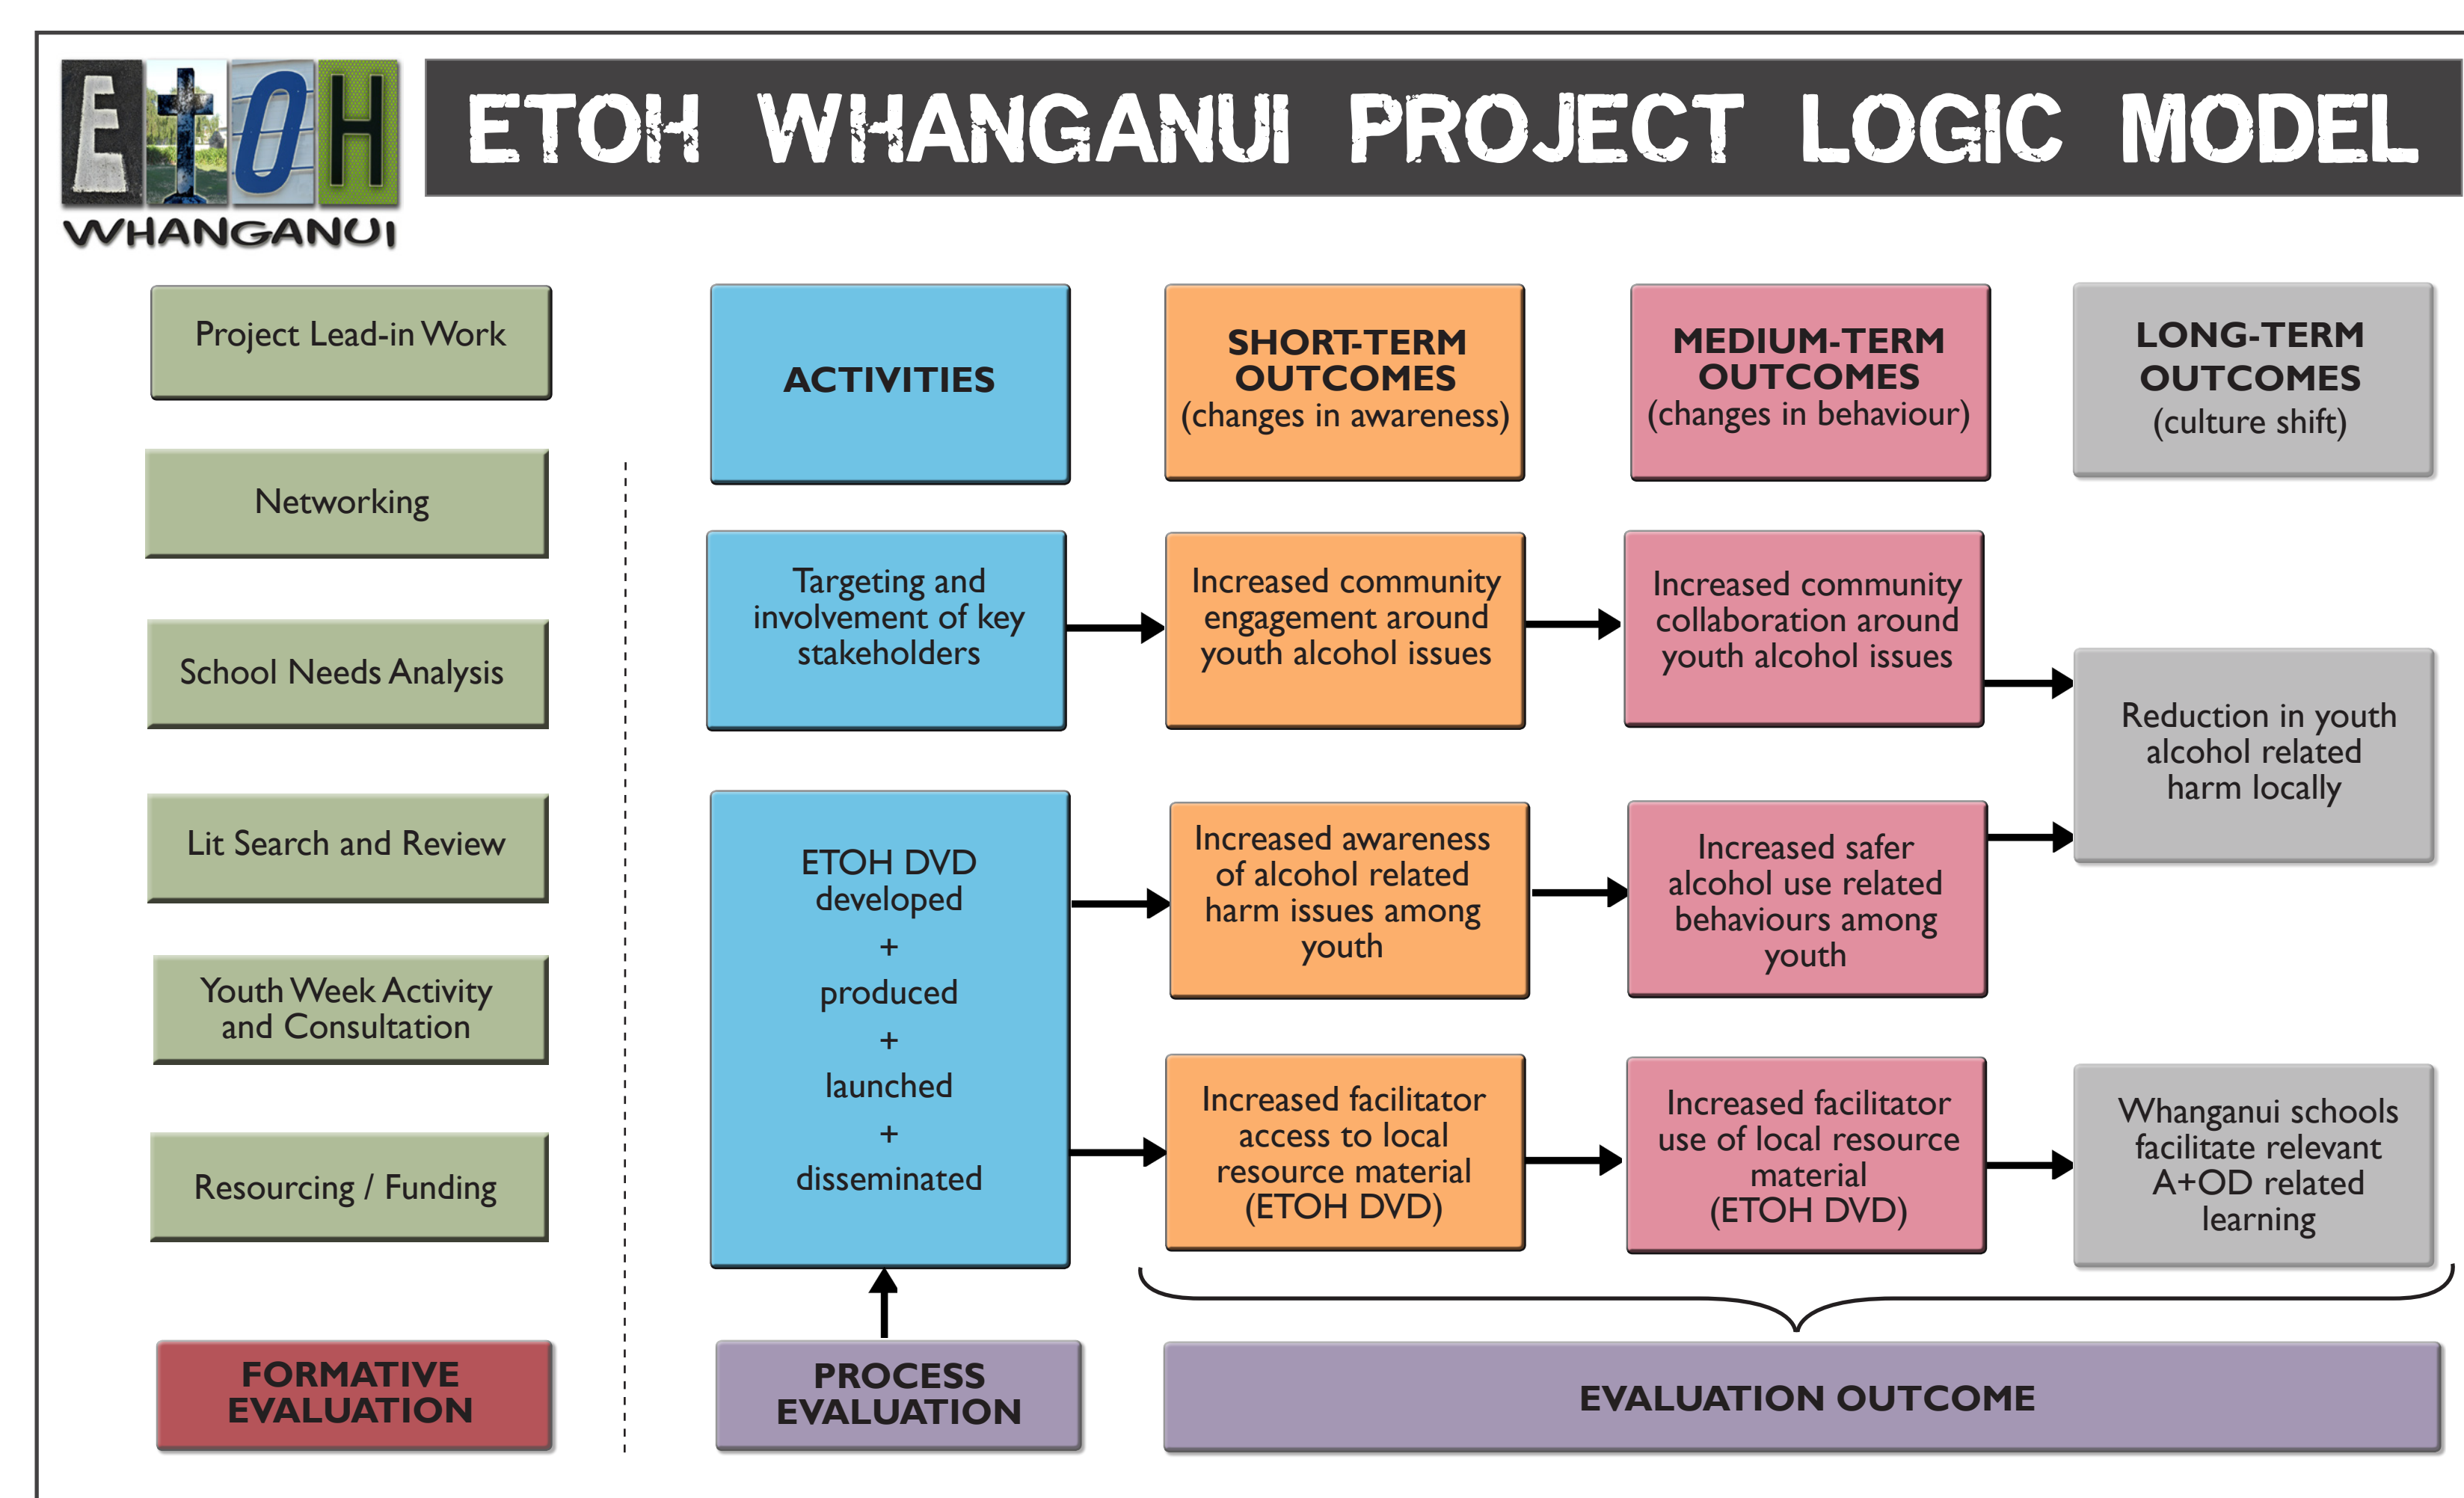 EtOH
WHANGANUI
ETOH WHANGANUI PROJECT LOGIC MODEL
Project Lead-in Work
Networking
School Needs Analysis
Lit Search and Review
Youth Week Activity
and Consultation
Resourcing / Funding
FORMATIVE
EVALUATION
ACTIVITIES
Targeting and
involvement of key
stakeholders
ETOH DVD
developed
+
produced
+
launched
+
disseminated
PROCESS
EVALUATION
SHORT-TERM
OUTCOMES
(changes in awareness)
Increased community
engagement around
youth alcohol issues
Increased awareness
of alcohol related
harm issues among
youth
Increased facilitator
access to local
resource material
(ETOH DVD)
MEDIUM-TERM
OUTCOMES
(changes in behaviour)
Increased community
collaboration around
youth alcohol issues
Increased safer
alcohol use related
behaviours among
youth
Increased facilitator
use of local resource
material
(ETOH DVD)
LONG-TERM
OUTCOMES
(culture shift)
Reduction in youth
alcohol related
harm locally
Whanganui schools
facilitate relevant
A+OD related
learning
EVALUATION OUTCOME